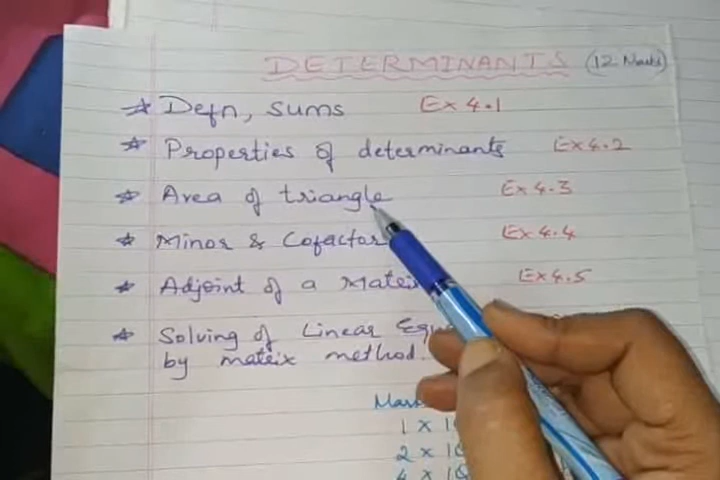 DETERMINANTS (12 Marks)
Defn, sums Ex 4.1
Properties of determinants Ex 4.2
Area of triangle Ex 4.3
Minor & Cofactor Ex 4.4
Adjoint of a Matrix Ex 4.5
Solving of Linear
by matrix method.
1 x
2 x
4 x